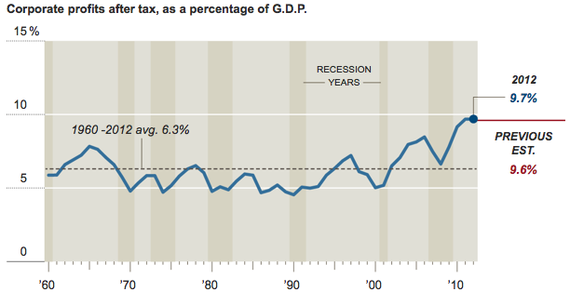 Corporate profits after tax, as a percentage of G.D.P.
15 %
RECESSION
YEARS
2012
9.7%
10
1960 -2012 avg. 6.3%
PREVIOUS
EST.
9.6%
5
0
'60 '70 '80 '90 '00 '10